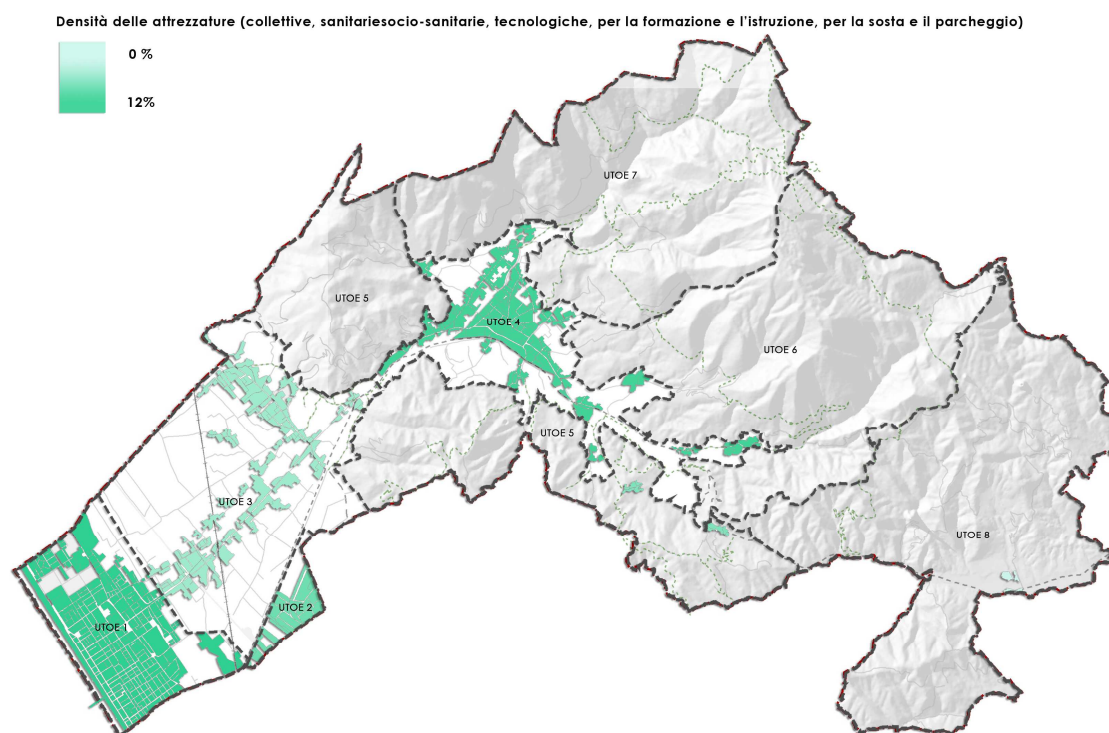 Densità delle attrezzature (collettive, sanitariesocio-sanitarie, tecnologiche, per la formazione e l'istruzione, per la sosta e il parcheggio)
0 %
12%
UTOE 7
UTOE 5
UTOE 4
UTOE 6
UTOE 5
UTOE 3
UTOE 8
UTOE 2
UTOE 1